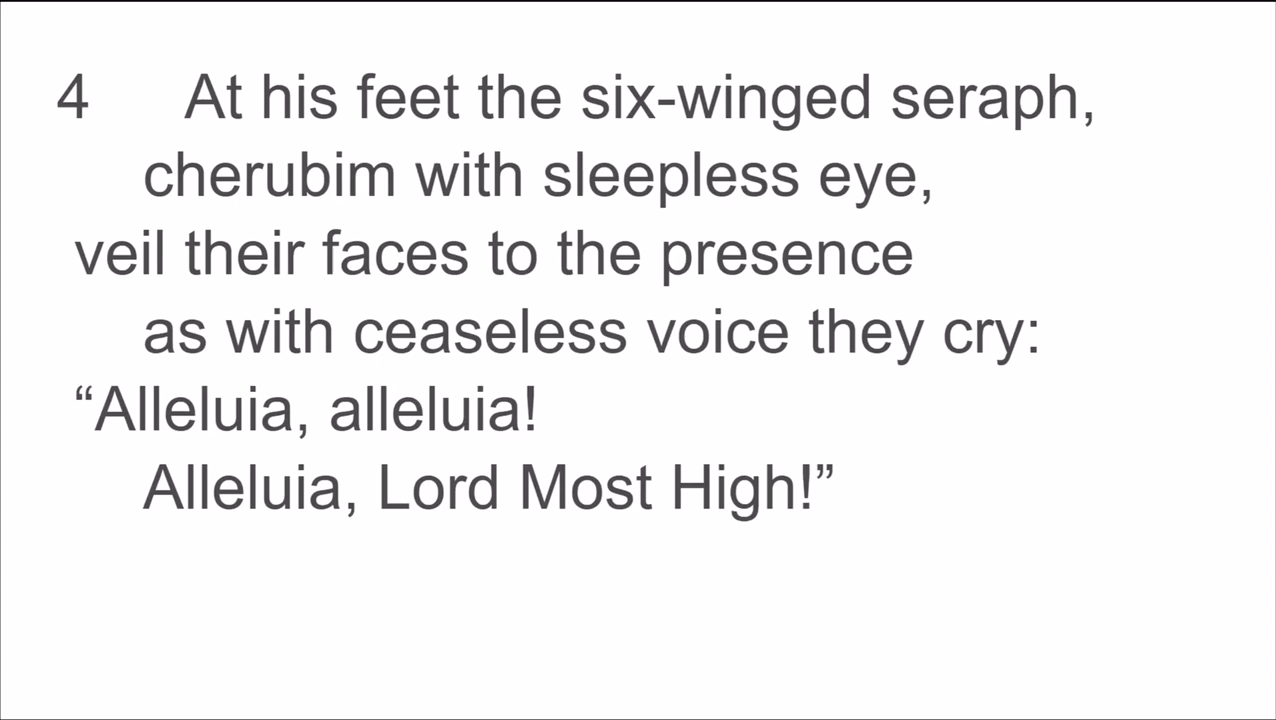 4 At his feet the six-winged seraph,
cherubim with sleepless eye,
veil their faces to the presence
as with ceaseless voice they cry:
“Alleluia, alleluia!
Alleluia, Lord Most High!”